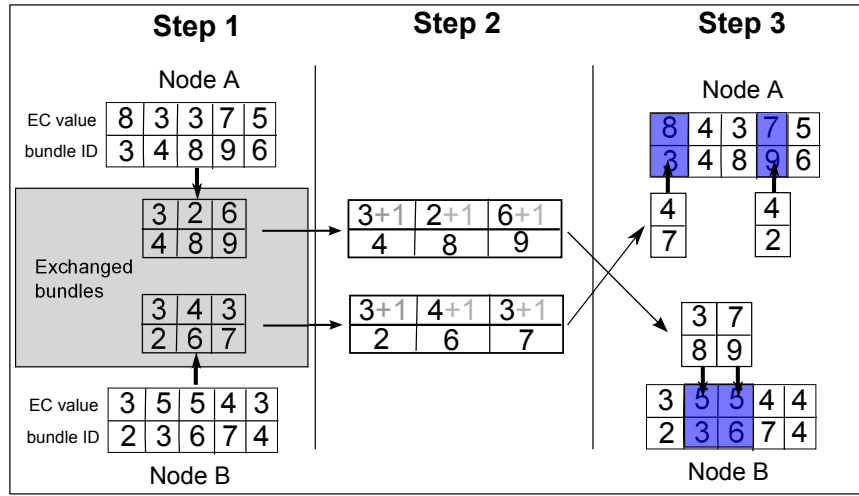 Step 1
Node A
EC value 8 3 3 7 5
bundle ID 3 4 8 9 6
3 2 6
4 8 9
Exchanged
bundles
3 4 3
2 6 7
EC value 3 5 5 4 3
bundle ID 2 3 6 7 4
Node B
Step 2
3+1 2+1 6+1
4 8 9
3+1 4+1 3+1
2 6 7
Step 3
Node A
8 4 3 7 5
3 4 8 9 6
4 4
7 2
3 7
8 9
3 5 5 4 4
2 3 6 7 4
Node B